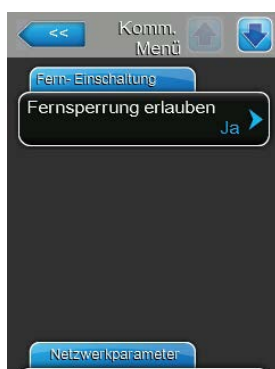 <<
Komm.
Menü
Fern- Einschaltung
Fernsperrung erlauben
Ja
Netzwerkparameter